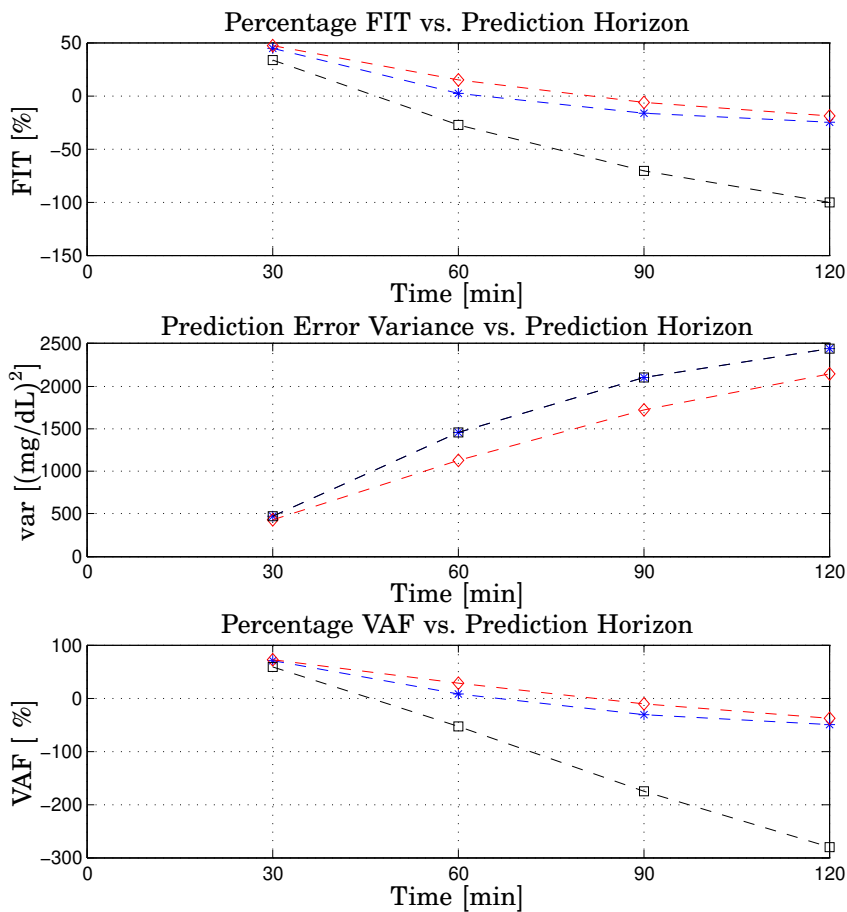 Percentage FIT vs. Prediction Horizon
50
0
−50
−100
−150
FIT [%]
0 30 60 90 120
Time [min]
Prediction Error Variance vs. Prediction Horizon
2500
2000
1500
1000
500
0
var [(mg/dL)²]
0 30 60 90 120
Time [min]
Percentage VAF vs. Prediction Horizon
100
0
−100
−200
−300
VAF [ %]
0 30 60 90 120
Time [min]